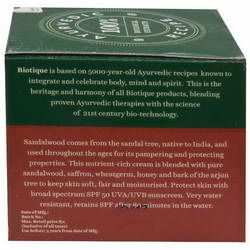 AYURVED
100%
Biotique is based on 5000-year-old Ayurvedic recipes known to
integrate and celebrate body, mind and spirit. This is the
heritage and harmony of all Biotique products, blending
proven Ayurvedic therapies with the science of
21st century bio-technology.
Sandalwood comes from the sandal tree, native to India, and
used throughout the ages for its pampering and protecting
properties. This nutrient-rich cream is blended with pure
sandalwood, saffron, wheatgerm, honey and bark of the arjun
tree to keep skin soft, fair and moisturised. Protect skin with
broad spectrum SPF 50 UVA/UVB sunscreen. Very water
resistant, retains SPF after 80 minutes in the water.
Date of Mfg.:
Batch No.:
Max. Retail price Rs.:
(Inclusive of all taxes)
Use before 3 years from date of Mfg.